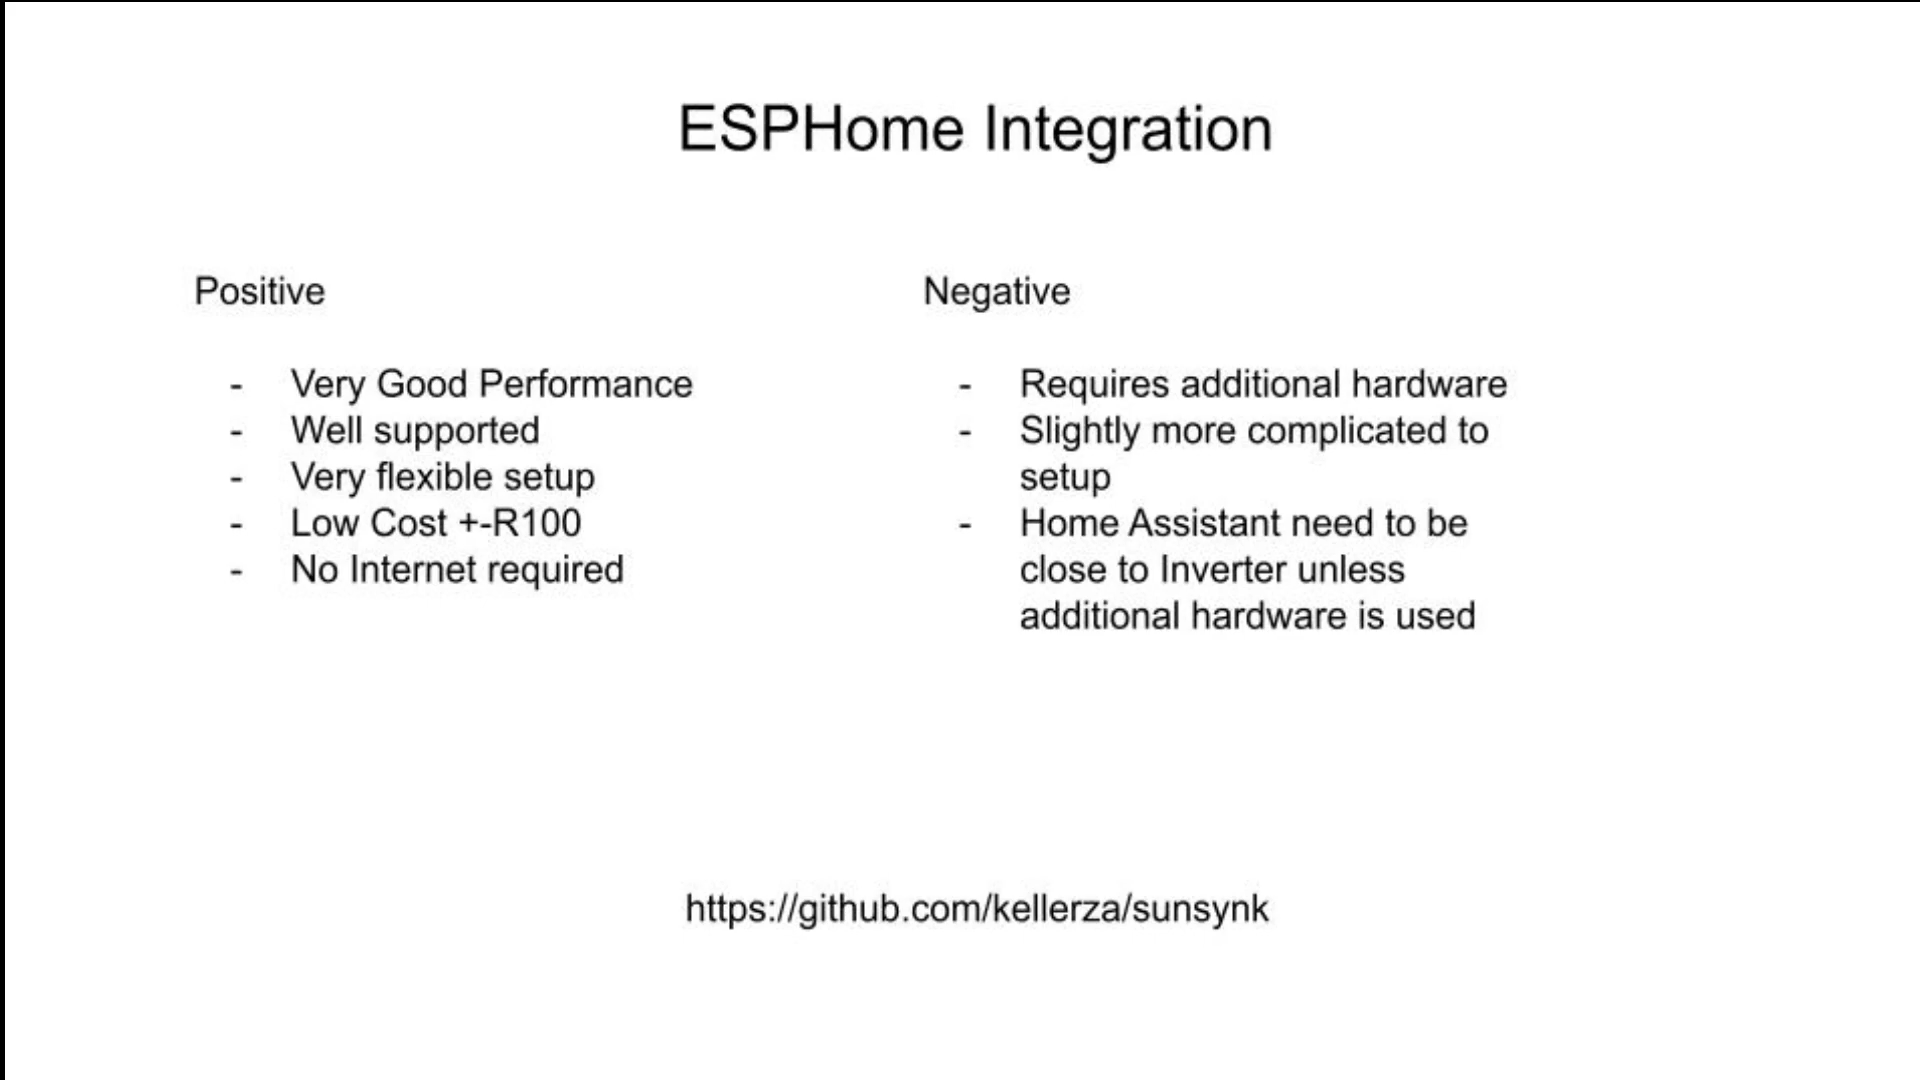 ESPHome Integration
Positive
- Very Good Performance
- Well supported
- Very flexible setup
- Low Cost +-R100
- No Internet required
Negative
- Requires additional hardware
- Slightly more complicated to
setup
- Home Assistant need to be
close to Inverter unless
additional hardware is used
https://github.com/kellerza/sunsynk